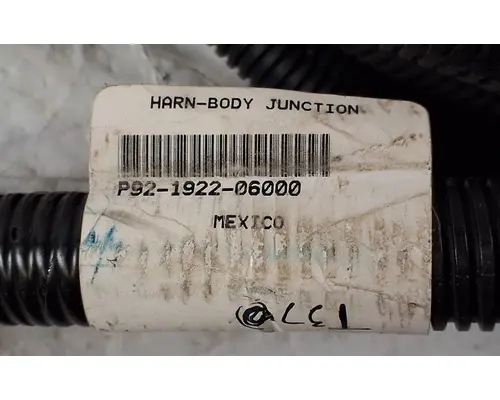 HARN-BODY JUNCTION
P92-1922-06000
MEXICO